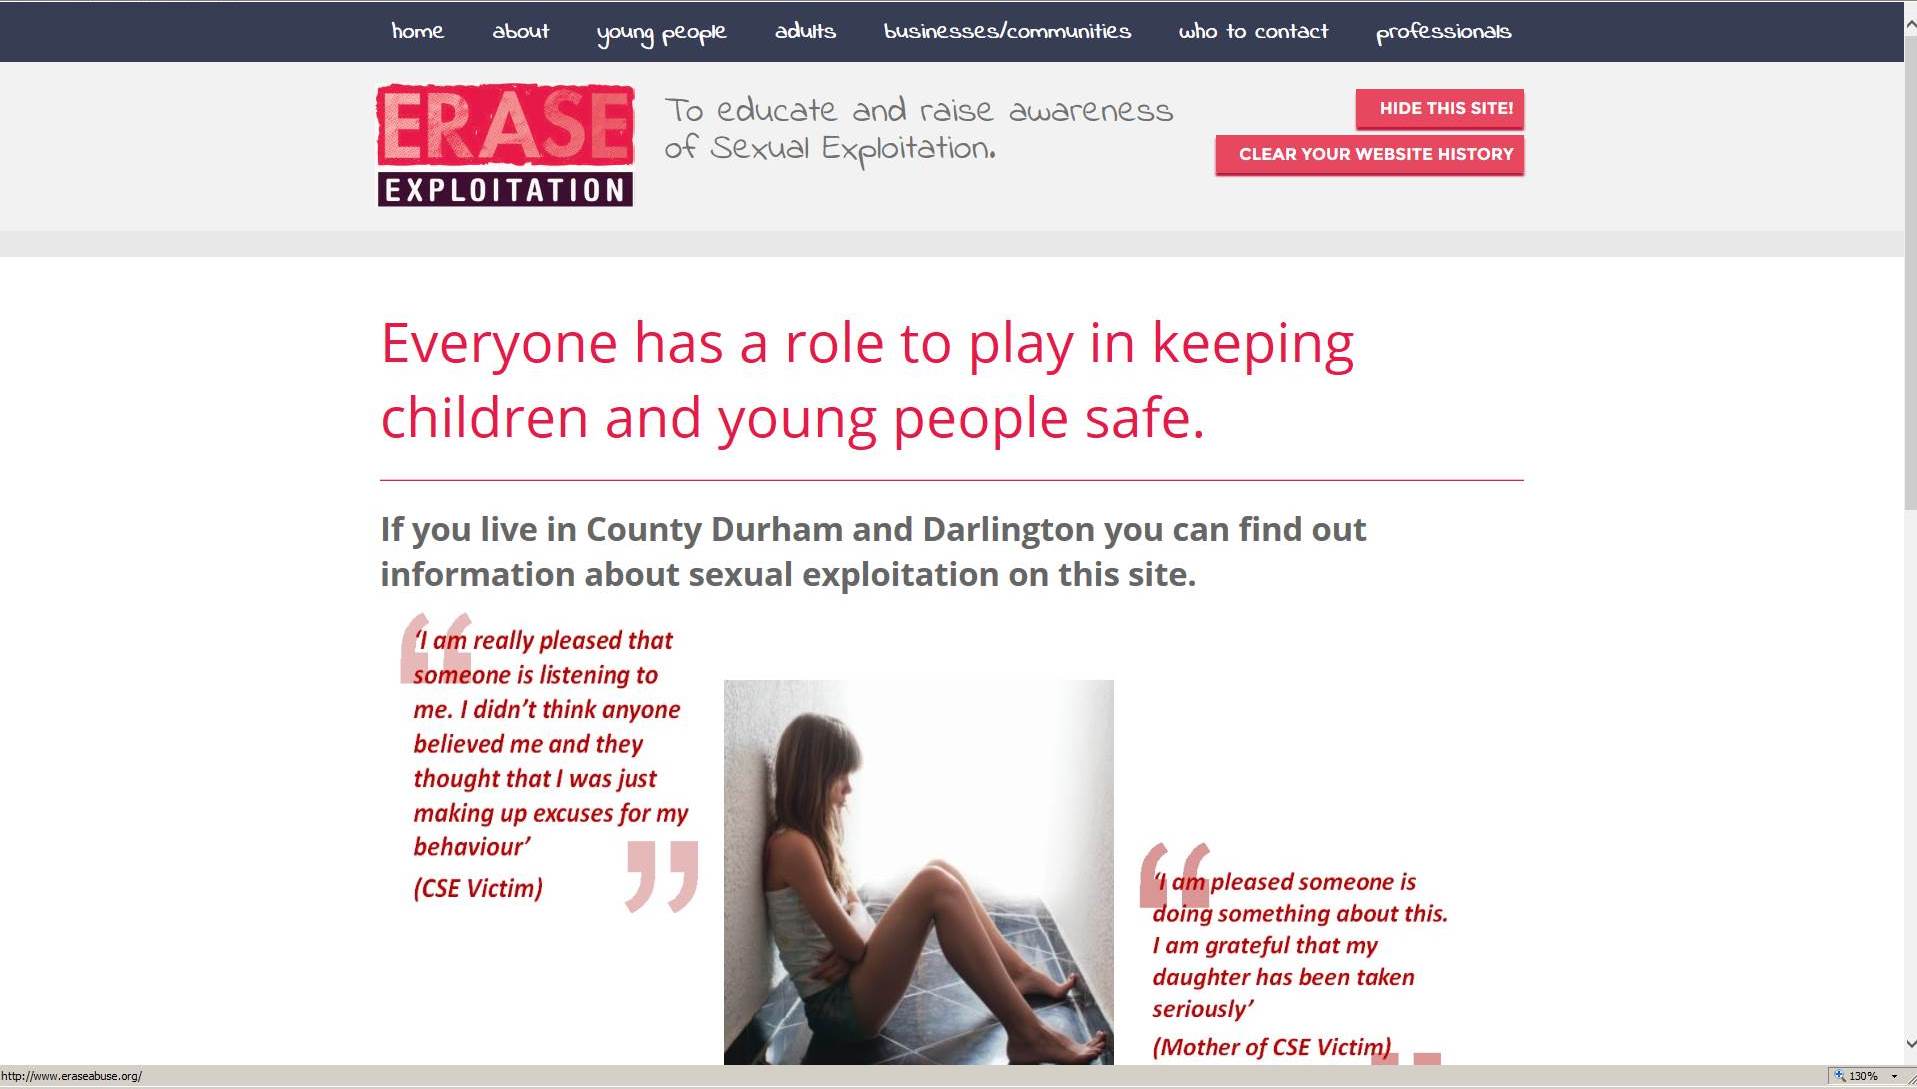 home about young people adults businesses/communities who to contact professionals
ERASE
EXPLOITATION
To educate and raise awareness
of Sexual Exploitation.
HIDE THIS SITE!
CLEAR YOUR WEBSITE HISTORY
Everyone has a role to play in keeping
children and young people safe.
If you live in County Durham and Darlington you can find out
information about sexual exploitation on this site.
‘I am really pleased that
someone is listening to
me. I didn’t think anyone
believed me and they
thought that I was just
making up excuses for my
behaviour’
(CSE Victim)
‘I am pleased someone is
doing something about this.
I am grateful that my
daughter has been taken
seriously’
(Mother of CSE Victim)
http://www.eraseabuse.org/
130%